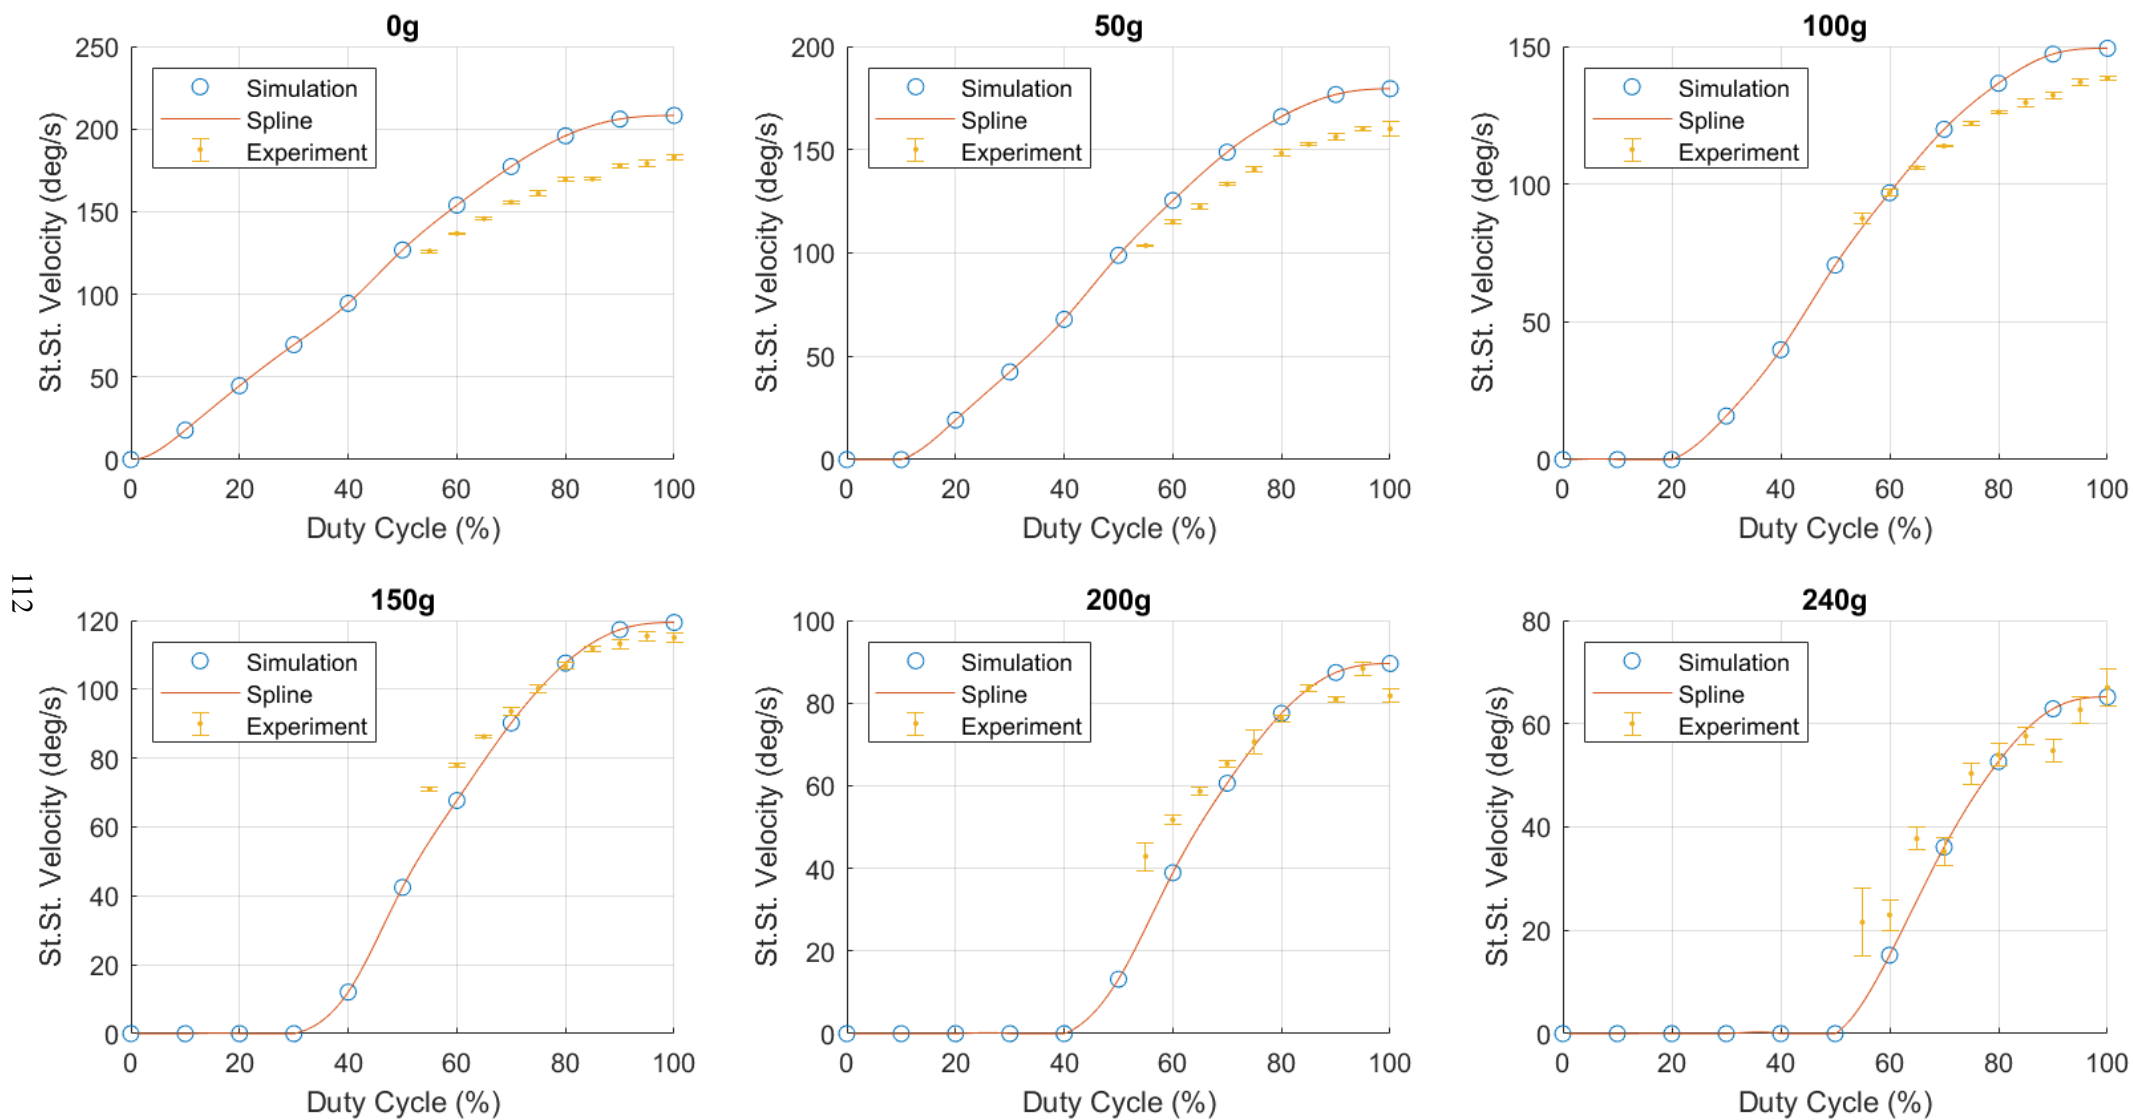 0g
250
200
150
100
50
0
St.St. Velocity (deg/s)
Simulation
Spline
Experiment
0 20 40 60 80 100
Duty Cycle (%)
50g
200
150
100
50
0
St.St. Velocity (deg/s)
Simulation
Spline
Experiment
0 20 40 60 80 100
Duty Cycle (%)
100g
150
100
50
0
St.St. Velocity (deg/s)
Simulation
Spline
Experiment
0 20 40 60 80 100
Duty Cycle (%)
112
150g
120
100
80
60
40
20
0
St.St. Velocity (deg/s)
Simulation
Spline
Experiment
0 20 40 60 80 100
Duty Cycle (%)
200g
100
80
60
40
20
0
St.St. Velocity (deg/s)
Simulation
Spline
Experiment
0 20 40 60 80 100
Duty Cycle (%)
240g
80
60
40
20
0
St.St. Velocity (deg/s)
Simulation
Spline
Experiment
0 20 40 60 80 100
Duty Cycle (%)